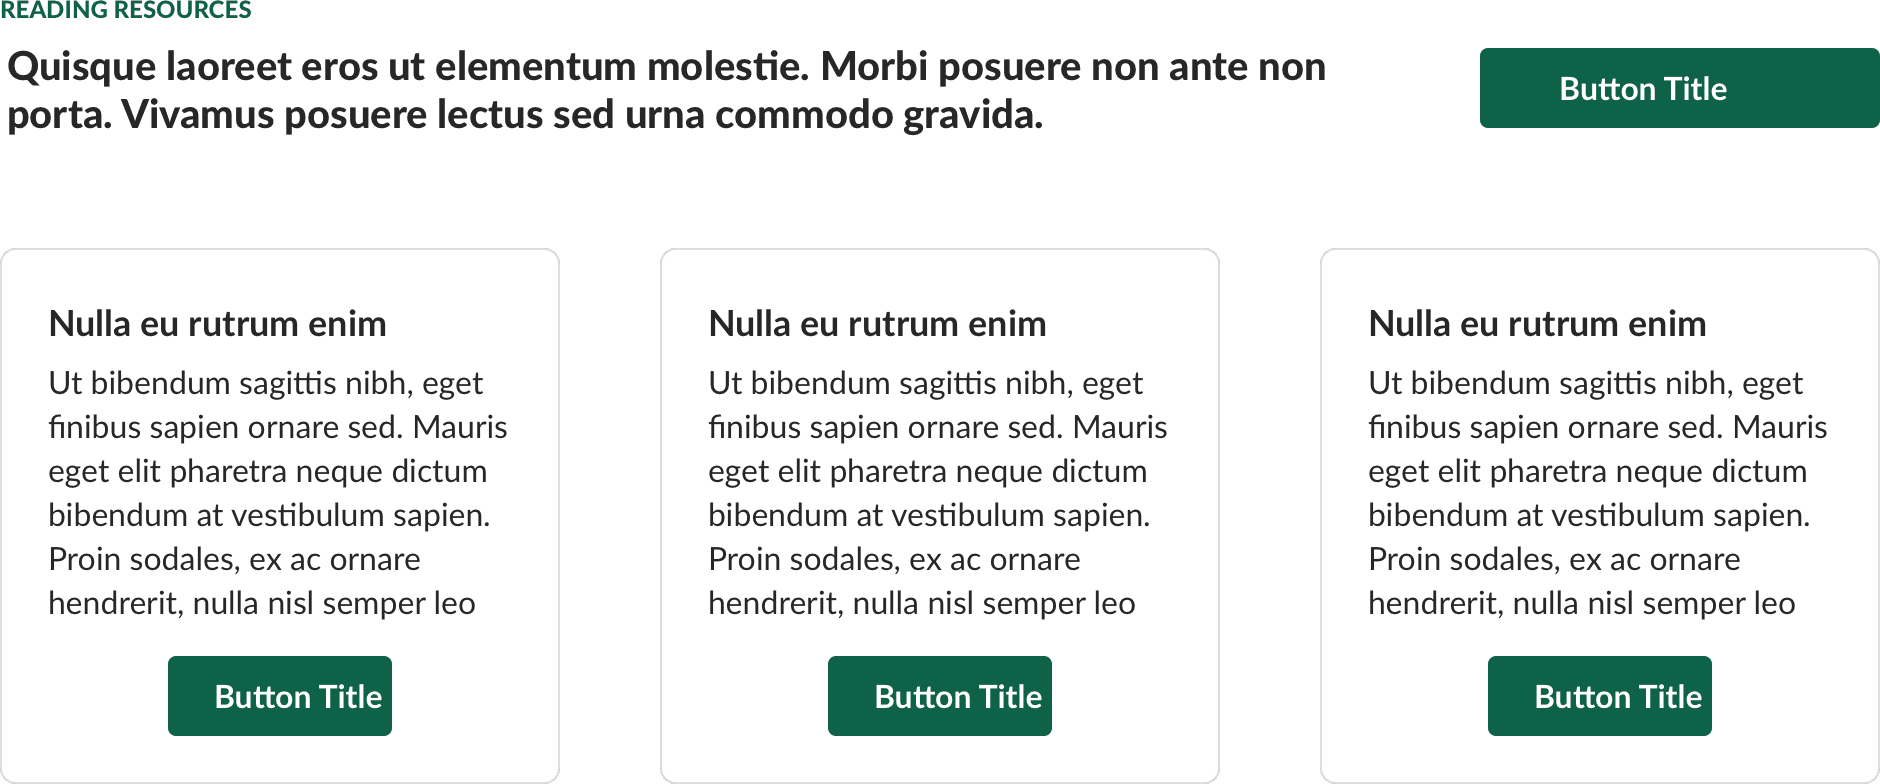 READING RESOURCES
Quisque laoreet eros ut elementum molestie. Morbi posuere non ante non
porta. Vivamus posuere lectus sed urna commodo gravida.
Button Title
Nulla eu rutrum enim
Ut bibendum sagittis nibh, eget
finibus sapien ornare sed. Mauris
eget elit pharetra neque dictum
bibendum at vestibulum sapien.
Proin sodales, ex ac ornare
hendrerit, nulla nisl semper leo
Button Title
Nulla eu rutrum enim
Ut bibendum sagittis nibh, eget
finibus sapien ornare sed. Mauris
eget elit pharetra neque dictum
bibendum at vestibulum sapien.
Proin sodales, ex ac ornare
hendrerit, nulla nisl semper leo
Button Title
Nulla eu rutrum enim
Ut bibendum sagittis nibh, eget
finibus sapien ornare sed. Mauris
eget elit pharetra neque dictum
bibendum at vestibulum sapien.
Proin sodales, ex ac ornare
hendrerit, nulla nisl semper leo
Button Title